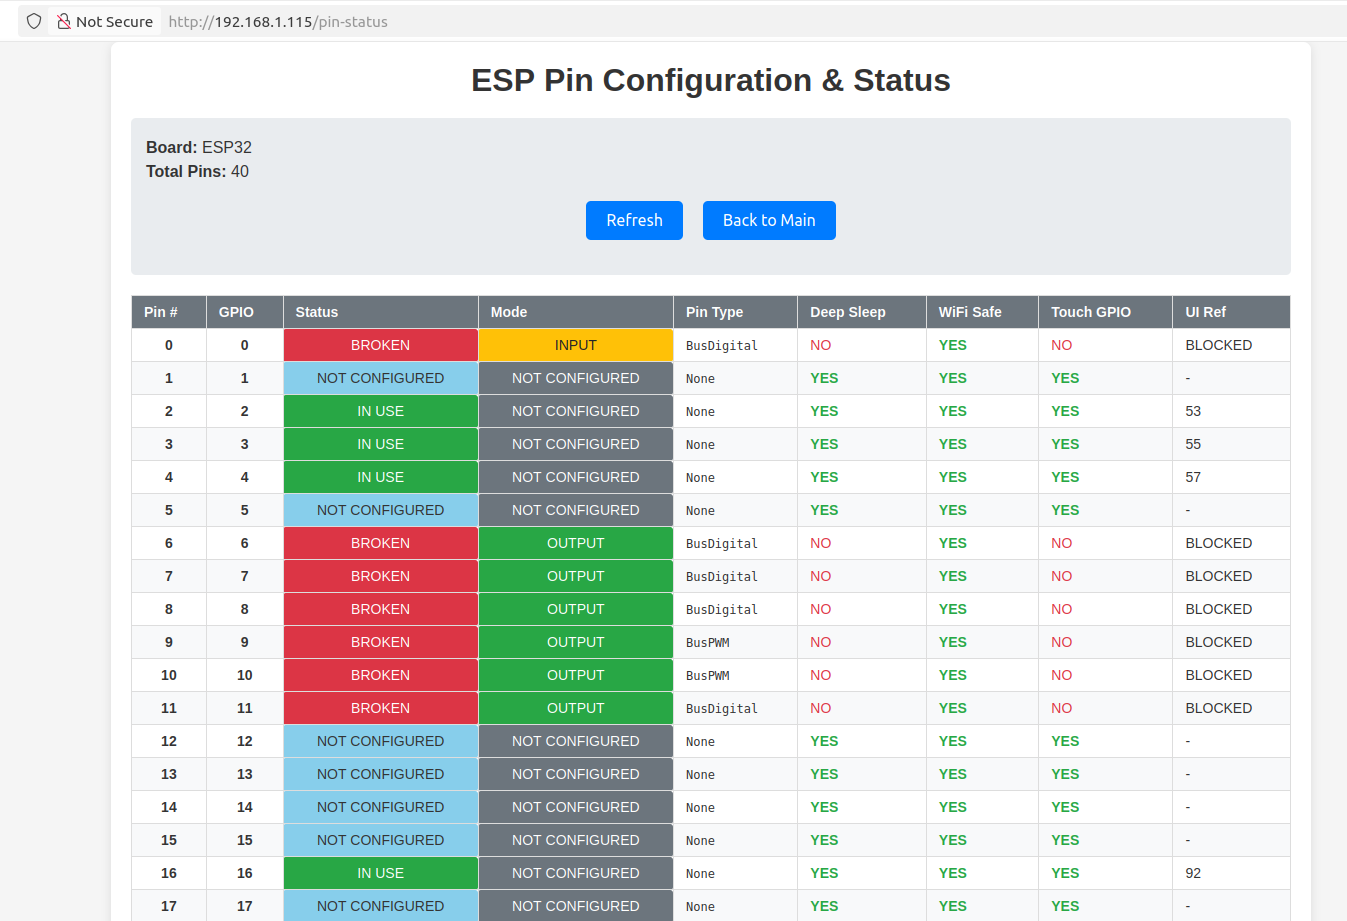 Not Secure http://192.168.1.115/pin-status
ESP Pin Configuration & Status
Board: ESP32
Total Pins: 40
Refresh Back to Main
Pin # GPIO Status Mode Pin Type Deep Sleep WiFi Safe Touch GPIO UI Ref
0 0 BROKEN INPUT BusDigital NO YES NO BLOCKED
1 1 NOT CONFIGURED NOT CONFIGURED None YES YES YES -
2 2 IN USE NOT CONFIGURED None YES YES YES 53
3 3 IN USE NOT CONFIGURED None YES YES YES 55
4 4 IN USE NOT CONFIGURED None YES YES YES 57
5 5 NOT CONFIGURED NOT CONFIGURED None YES YES YES -
6 6 BROKEN OUTPUT BusDigital NO YES NO BLOCKED
7 7 BROKEN OUTPUT BusDigital NO YES NO BLOCKED
8 8 BROKEN OUTPUT BusDigital NO YES NO BLOCKED
9 9 BROKEN OUTPUT BusPWM NO YES NO BLOCKED
10 10 BROKEN OUTPUT BusPWM NO YES NO BLOCKED
11 11 BROKEN OUTPUT BusDigital NO YES NO BLOCKED
12 12 NOT CONFIGURED NOT CONFIGURED None YES YES YES -
13 13 NOT CONFIGURED NOT CONFIGURED None YES YES YES -
14 14 NOT CONFIGURED NOT CONFIGURED None YES YES YES -
15 15 NOT CONFIGURED NOT CONFIGURED None YES YES YES -
16 16 IN USE NOT CONFIGURED None YES YES YES 92
17 17 NOT CONFIGURED NOT CONFIGURED None YES YES YES -